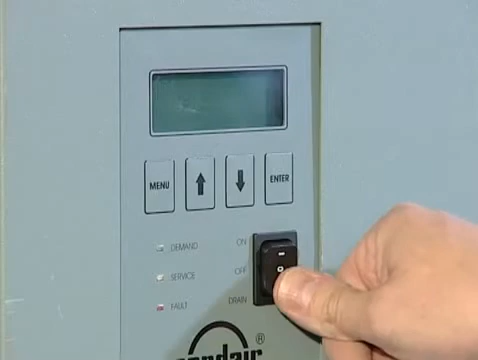 MENU ENTER
DEMAND ON
SERVICE OFF
FAULT DRAIN
®